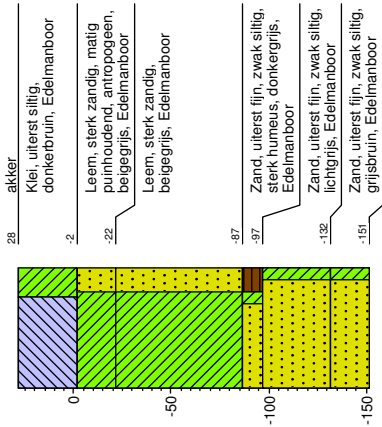 28
akker
Klei, uiterst siltig,
donkerbruin, Edelmanboor
-2
Leem, sterk zandig, matig
puinhoudend, antropogeen,
beigegrijs, Edelmanboor
-22
Leem, sterk zandig,
beigegrijs, Edelmanboor
-87
Zand, uiterst fijn, zwak siltig,
sterk humeus, donkergrijs,
Edelmanboor
-97
Zand, uiterst fijn, zwak siltig,
lichtgrijs, Edelmanboor
-132
Zand, uiterst fijn, zwak siltig,
grijsbruin, Edelmanboor
-151
0
-50
-100
-150